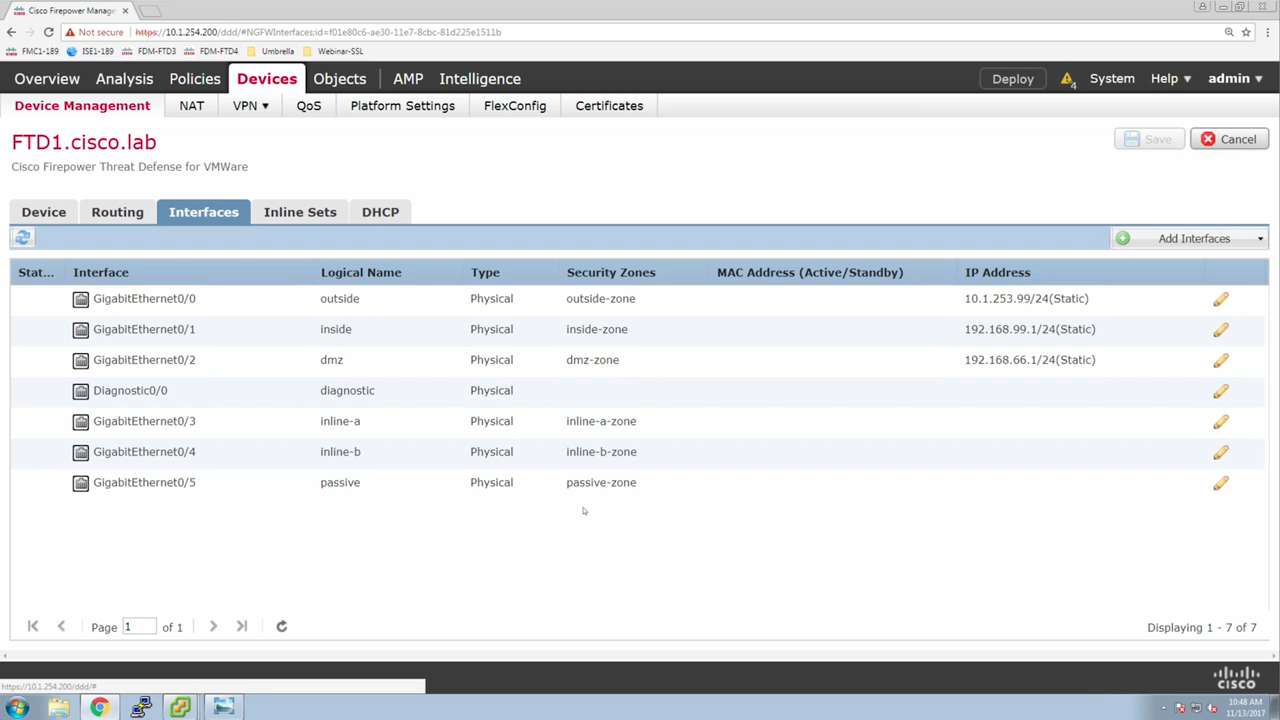 Cisco Firepower Manage
Not secure https://10.1.254.200/ddd/#NGFWInterfaces;id=f01e80c6-ae30-11e7-8cbc-81d225e1511b
FMC1-189 ISE1-189 FDM-FTD3 FDM-FTD4 Umbrella Webinar-SSL
Overview Analysis Policies Devices Objects AMP Intelligence Deploy 4 System Help admin
Device Management NAT VPN QoS Platform Settings FlexConfig Certificates
FTD1.cisco.lab Save Cancel
Cisco Firepower Threat Defense for VMWare
Device Routing Interfaces Inline Sets DHCP
Add Interfaces
Stat... Interface Logical Name Type Security Zones MAC Address (Active/Standby) IP Address
GigabitEthernet0/0 outside Physical outside-zone 10.1.253.99/24(Static)
GigabitEthernet0/1 inside Physical inside-zone 192.168.99.1/24(Static)
GigabitEthernet0/2 dmz Physical dmz-zone 192.168.66.1/24(Static)
Diagnostic0/0 diagnostic Physical
GigabitEthernet0/3 inline-a Physical inline-a-zone
GigabitEthernet0/4 inline-b Physical inline-b-zone
GigabitEthernet0/5 passive Physical passive-zone
Page 1 of 1 Displaying 1 - 7 of 7
cisco
https://10.1.254.200/ddd/#
10:48 AM
11/13/2017